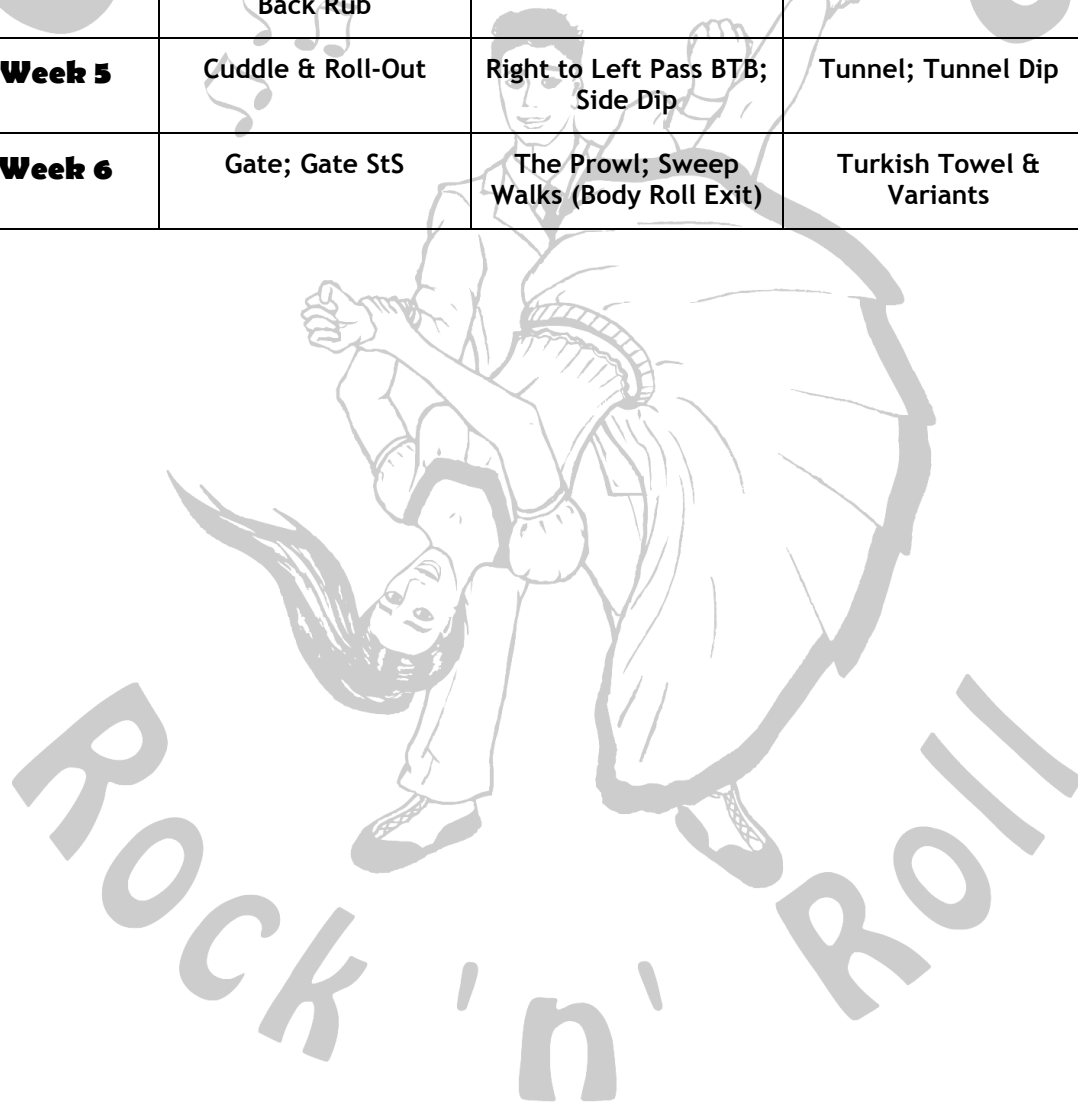 Back Rub
Week 5
Cuddle & Roll-Out
Right to Left Pass BTB;
Side Dip
Tunnel; Tunnel Dip
Week 6
Gate; Gate StS
The Prowl; Sweep
Walks (Body Roll Exit)
Turkish Towel &
Variants
Rock 'n' Roll